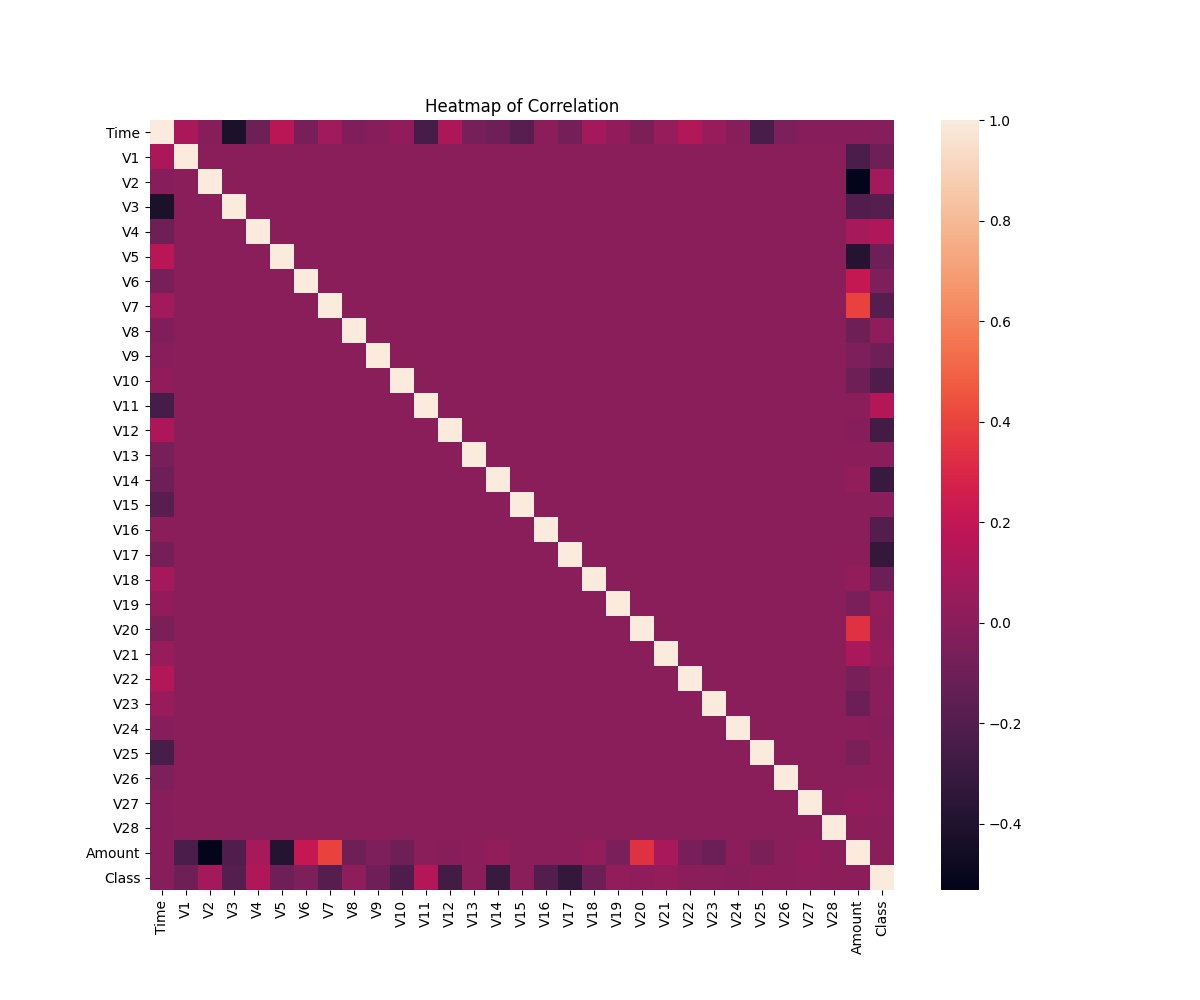 Heatmap of Correlation
Time
V1
V2
V3
V4
V5
V6
V7
V8
V9
V10
V11
V12
V13
V14
V15
V16
V17
V18
V19
V20
V21
V22
V23
V24
V25
V26
V27
V28
Amount
Class
Time V1 V2 V3 V4 V5 V6 V7 V8 V9 V10 V11 V12 V13 V14 V15 V16 V17 V18 V19 V20 V21 V22 V23 V24 V25 V26 V27 V28 Amount Class
1.0
0.8
0.6
0.4
0.2
0.0
−0.2
−0.4